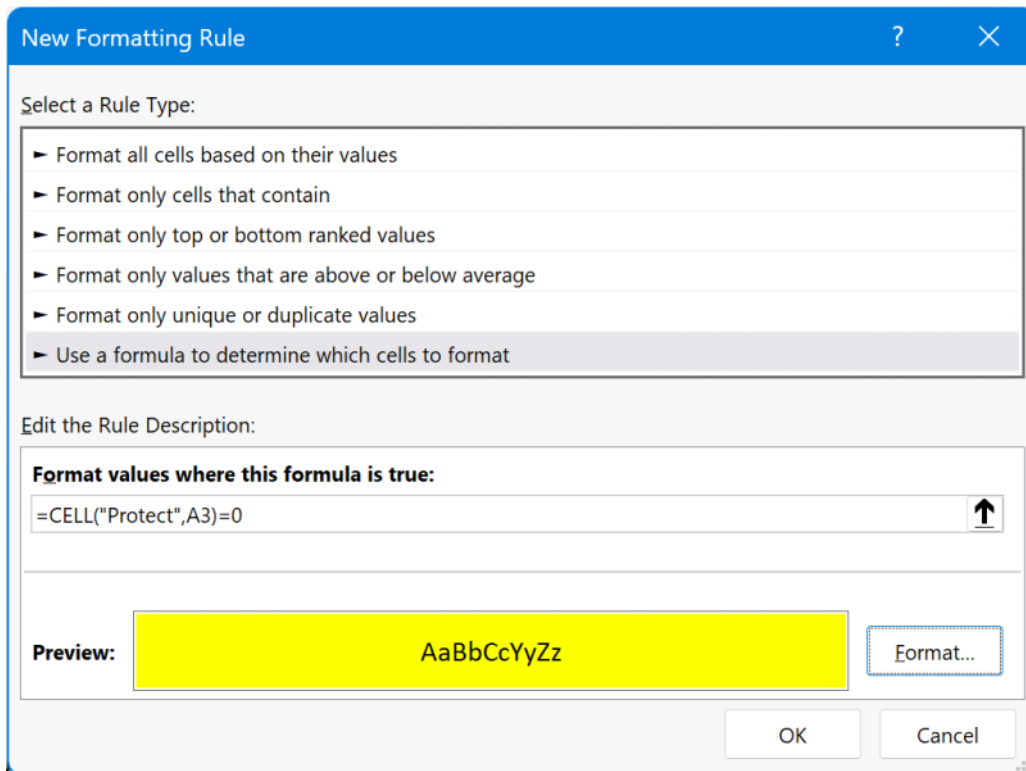 New Formatting Rule ?
Select a Rule Type:
► Format all cells based on their values
► Format only cells that contain
► Format only top or bottom ranked values
► Format only values that are above or below average
► Format only unique or duplicate values
► Use a formula to determine which cells to format
Edit the Rule Description:
Format values where this formula is true:
=CELL("Protect",A3)=0
Preview: AaBbCcYyZz Format...
OK Cancel